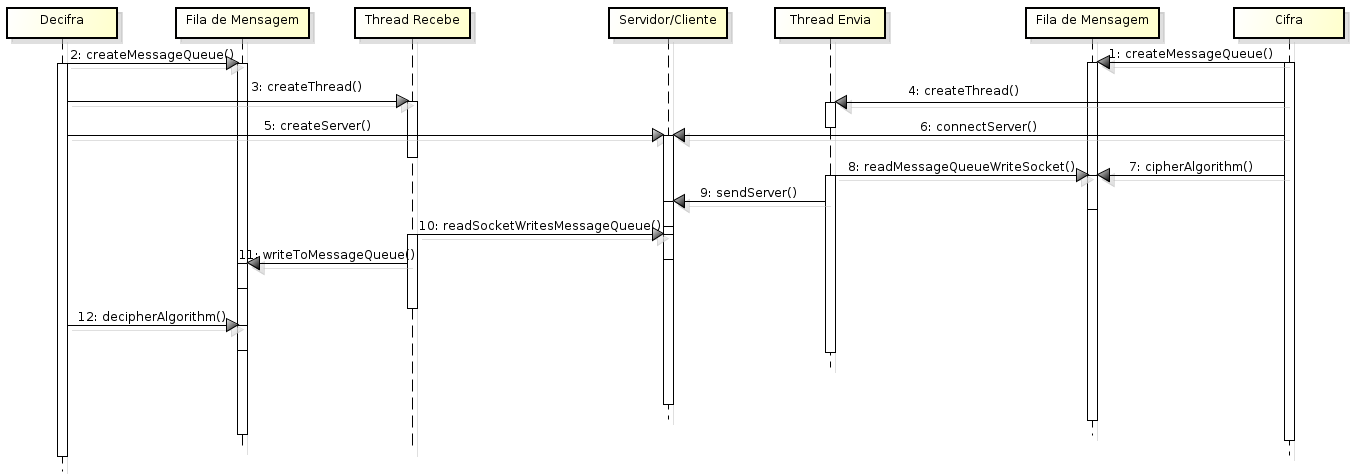 Decifra
Fila de Mensagem
Thread Recebe
Servidor/Cliente
Thread Envia
Fila de Mensagem
Cifra
2: createMessageQueue()
1: createMessageQueue()
3: createThread()
4: createThread()
5: createServer()
6: connectServer()
8: readMessageQueueWriteSocket()
7: cipherAlgorithm()
9: sendServer()
10: readSocketWritesMessageQueue()
11: writeToMessageQueue()
12: decipherAlgorithm()